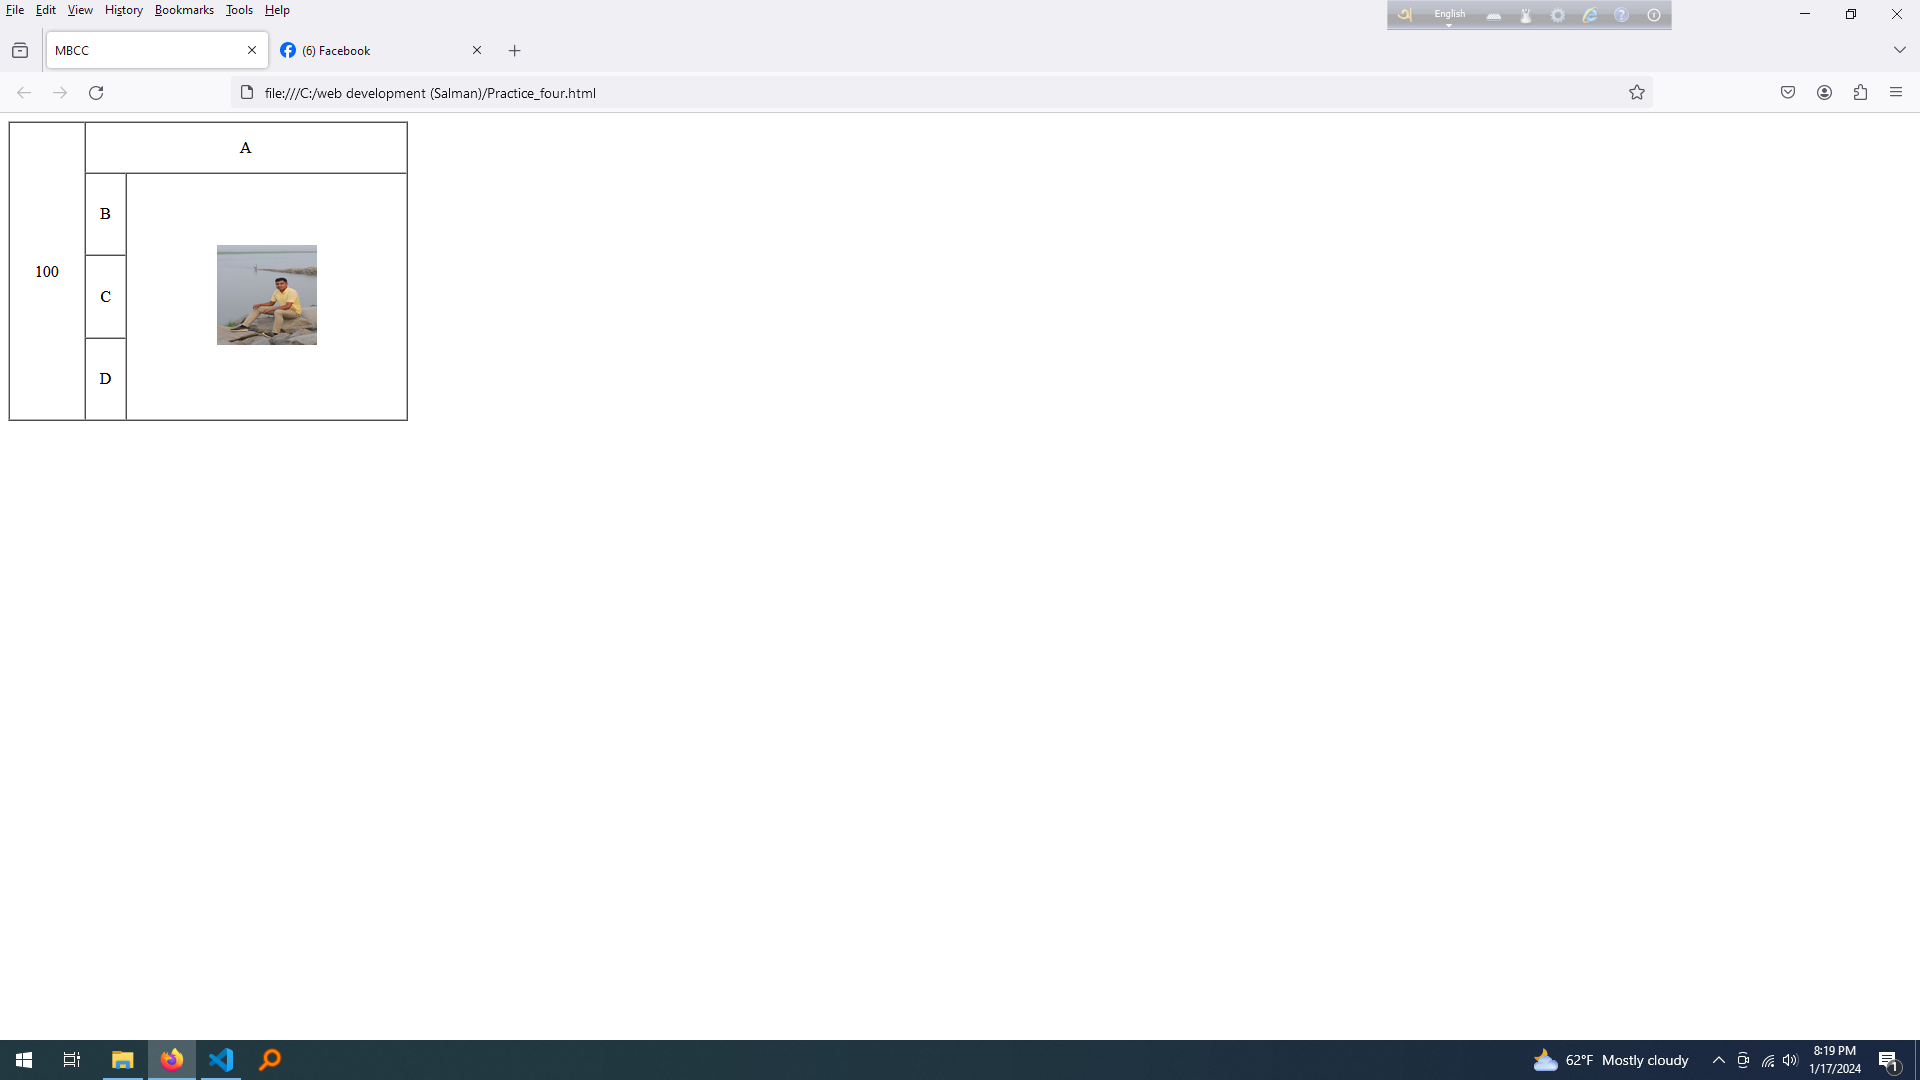 File Edit View History Bookmarks Tools Help
অ English
MBCC
(6) Facebook
file:///C:/web development (Salman)/Practice_four.html
A
B
100
C
D
62°F Mostly cloudy
8:19 PM
1/17/2024
1